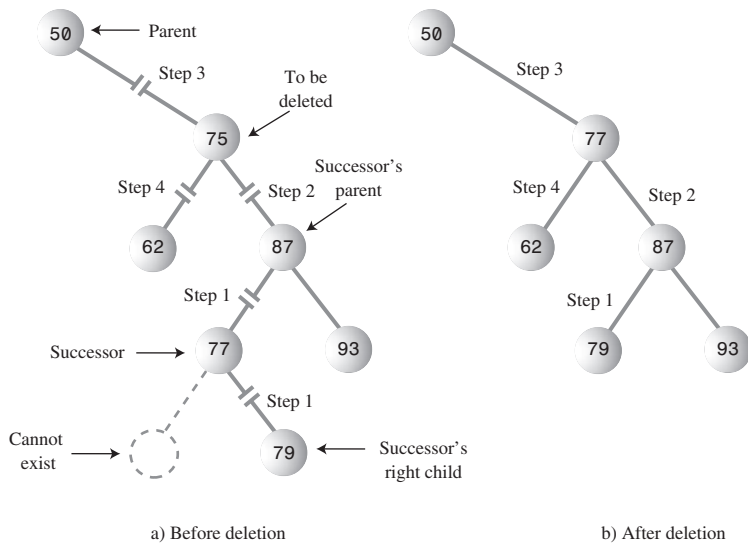 50
Parent
Step 3
To be
deleted
75
Step 4
Step 2
Successor's
parent
62
87
Step 1
Successor
77
93
Step 1
Cannot
exist
79
Successor's
right child
a) Before deletion
50
Step 3
77
Step 4
Step 2
62
87
Step 1
79
93
b) After deletion